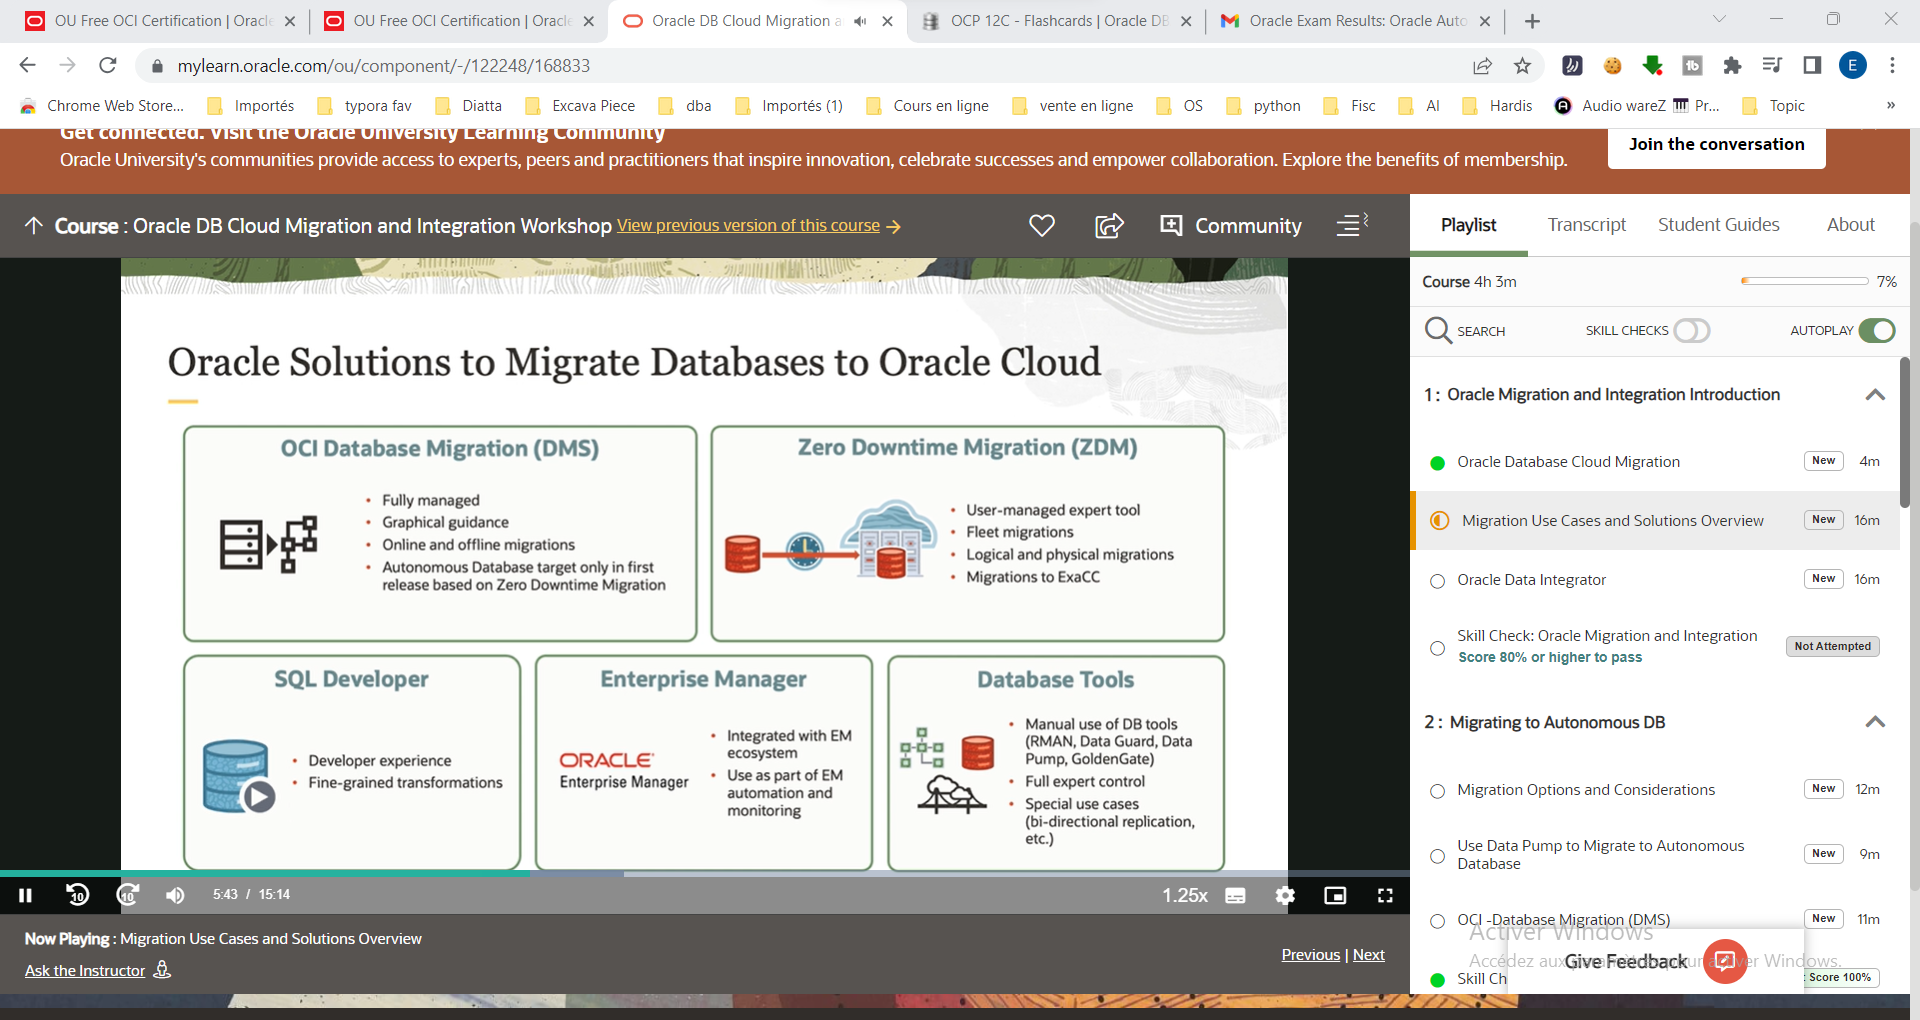 OU Free OCI Certification | Oracle
OU Free OCI Certification | Oracle
Oracle DB Cloud Migration a
OCP 12C - Flashcards | Oracle DB
Oracle Exam Results: Oracle Auto
mylearn.oracle.com/ou/component/-/122248/168833
E
Chrome Web Store...
Importés
typora fav
Diatta
Excava Piece
dba
Importés (1)
Cours en ligne
vente en ligne
OS
python
Fisc
AI
Hardis
Audio wareZ
Pr...
Topic
»
Get connected. Visit the Oracle University Learning Community
Oracle University's communities provide access to experts, peers and practitioners that inspire innovation, celebrate successes and empower collaboration. Explore the benefits of membership.
Join the conversation
Course : Oracle DB Cloud Migration and Integration Workshop View previous version of this course
Community
Oracle Solutions to Migrate Databases to Oracle Cloud
OCI Database Migration (DMS)
• Fully managed
• Graphical guidance
• Online and offline migrations
• Autonomous Database target only in first
release based on Zero Downtime Migration
Zero Downtime Migration (ZDM)
• User-managed expert tool
• Fleet migrations
• Logical and physical migrations
• Migrations to ExaCC
SQL Developer
• Developer experience
• Fine-grained transformations
Enterprise Manager
ORACLE
Enterprise Manager
• Integrated with EM
ecosystem
• Use as part of EM
automation and
monitoring
Database Tools
• Manual use of DB tools
(RMAN, Data Guard, Data
Pump, GoldenGate)
• Full expert control
• Special use cases
(bi-directional replication,
etc.)
10
10
5:43 / 15:14
1.25x
Now Playing : Migration Use Cases and Solutions Overview
Ask the Instructor
Previous | Next
Playlist
Transcript
Student Guides
About
Course 4h 3m
7%
SEARCH
SKILL CHECKS
AUTOPLAY
1 : Oracle Migration and Integration Introduction
Oracle Database Cloud Migration New 4m
Migration Use Cases and Solutions Overview New 16m
Oracle Data Integrator New 16m
Skill Check: Oracle Migration and Integration
Score 80% or higher to pass
Not Attempted
2 : Migrating to Autonomous DB
Migration Options and Considerations New 12m
Use Data Pump to Migrate to Autonomous
Database
New 9m
OCI -Database Migration (DMS) New 11m
Activer Windows
Accédez aux
Give Feedback
ver Windows.
Skill Ch
Score 100%